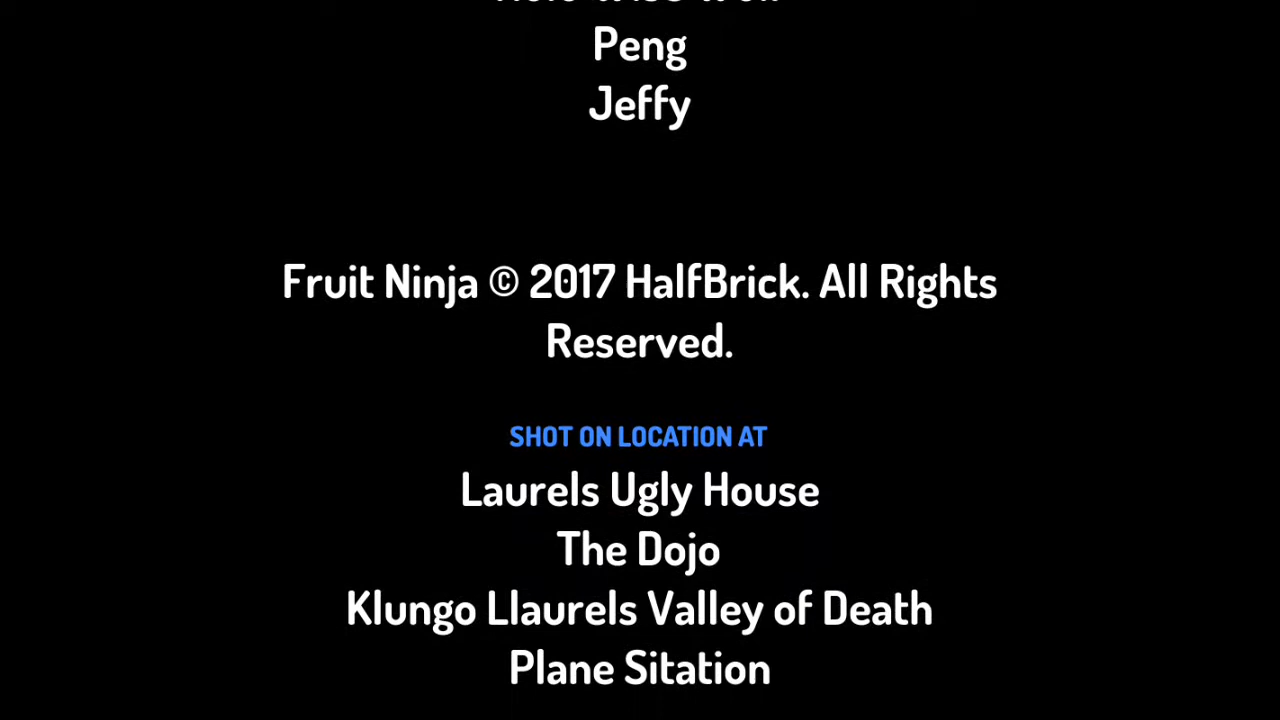 Peng
Jeffy
Fruit Ninja © 2017 HalfBrick. All Rights
Reserved.
SHOT ON LOCATION AT
Laurels Ugly House
The Dojo
Klungo Llaurels Valley of Death
Plane Sitation